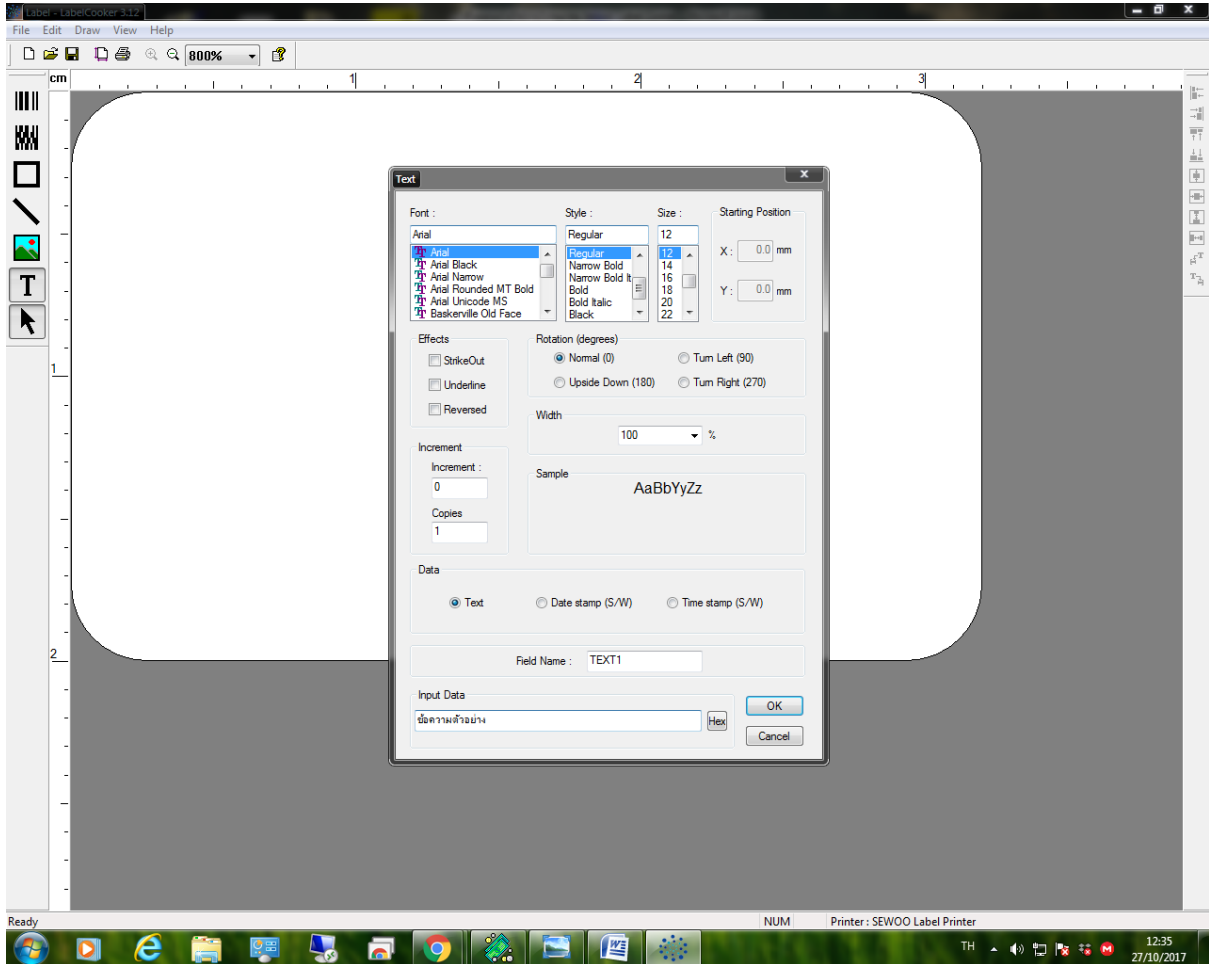 Label - LabelCooker 3.12
File Edit Draw View Help
800%
cm 1 2 3
1
2
Text
Font : Style : Size : Starting Position
Arial Regular 12
Arial Regular 12 X : 0.0 mm
Arial Black Narrow Bold 14
Arial Narrow Narrow Bold It 16
Arial Rounded MT Bold Bold 18 Y : 0.0 mm
Arial Unicode MS Bold Italic 20
Baskerville Old Face Black 22
Effects Rotation (degrees)
StrikeOut Normal (0) Turn Left (90)
Underline Upside Down (180) Turn Right (270)
Reversed
Width
100 %
Increment
Increment :
0
Sample
AaBbYyZz
Copies
1
Data
Text Date stamp (S/W) Time stamp (S/W)
Field Name : TEXT1
Input Data
ข้อความตัวอย่าง Hex
OK
Cancel
Ready NUM Printer : SEWOO Label Printer
TH 12:35
27/10/2017